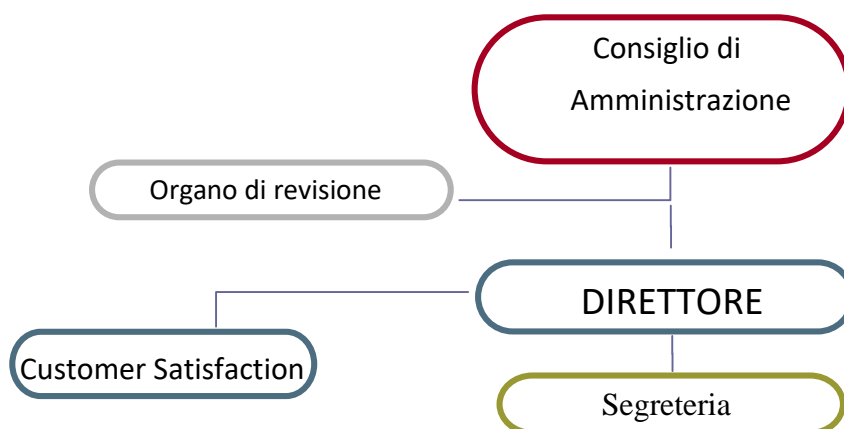 Consiglio di
Amministrazione
Organo di revisione
DIRETTORE
Customer Satisfaction
Segreteria